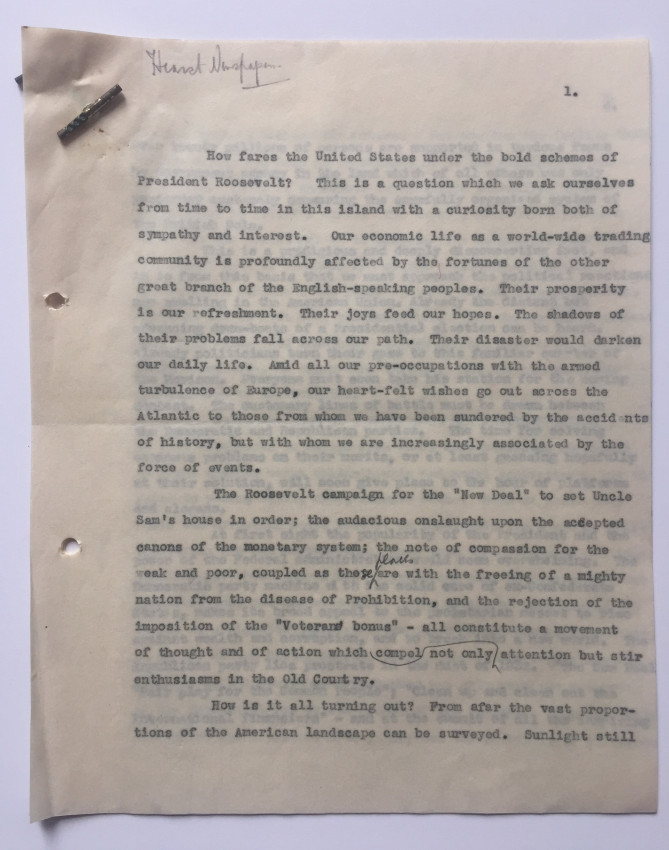 Hearst Newspaper.
1.
How fares the United States under the bold schemes of
President Roosevelt? This is a question which we ask ourselves
from time to time in this island with a curiosity born both of
sympathy and interest. Our economic life as a world-wide trading
community is profoundly affected by the fortunes of the other
great branch of the English-speaking peoples. Their prosperity
is our refreshment. Their joys feed our hopes. The shadows of
their problems fall across our path. Their disaster would darken
our daily life. Amid all our pre-occupations with the armed
turbulence of Europe, our heart-felt wishes go out across the
Atlantic to those from whom we have been sundered by the accidents
of history, but with whom we are increasingly associated by the
force of events.
The Roosevelt campaign for the "New Deal" to set Uncle
Sam's house in order; the audacious onslaught upon the accepted
canons of the monetary system; the note of compassion for the
weak and poor, coupled as these are with the freeing of a mighty
nation from the disease of Prohibition, and the rejection of the
imposition of the "Veterans' bonus" - all constitute a movement
of thought and of action which compel not only attention but stir
enthusiasms in the Old Country.
How is it all turning out? From afar the vast propor-
tions of the American landscape can be surveyed. Sunlight still